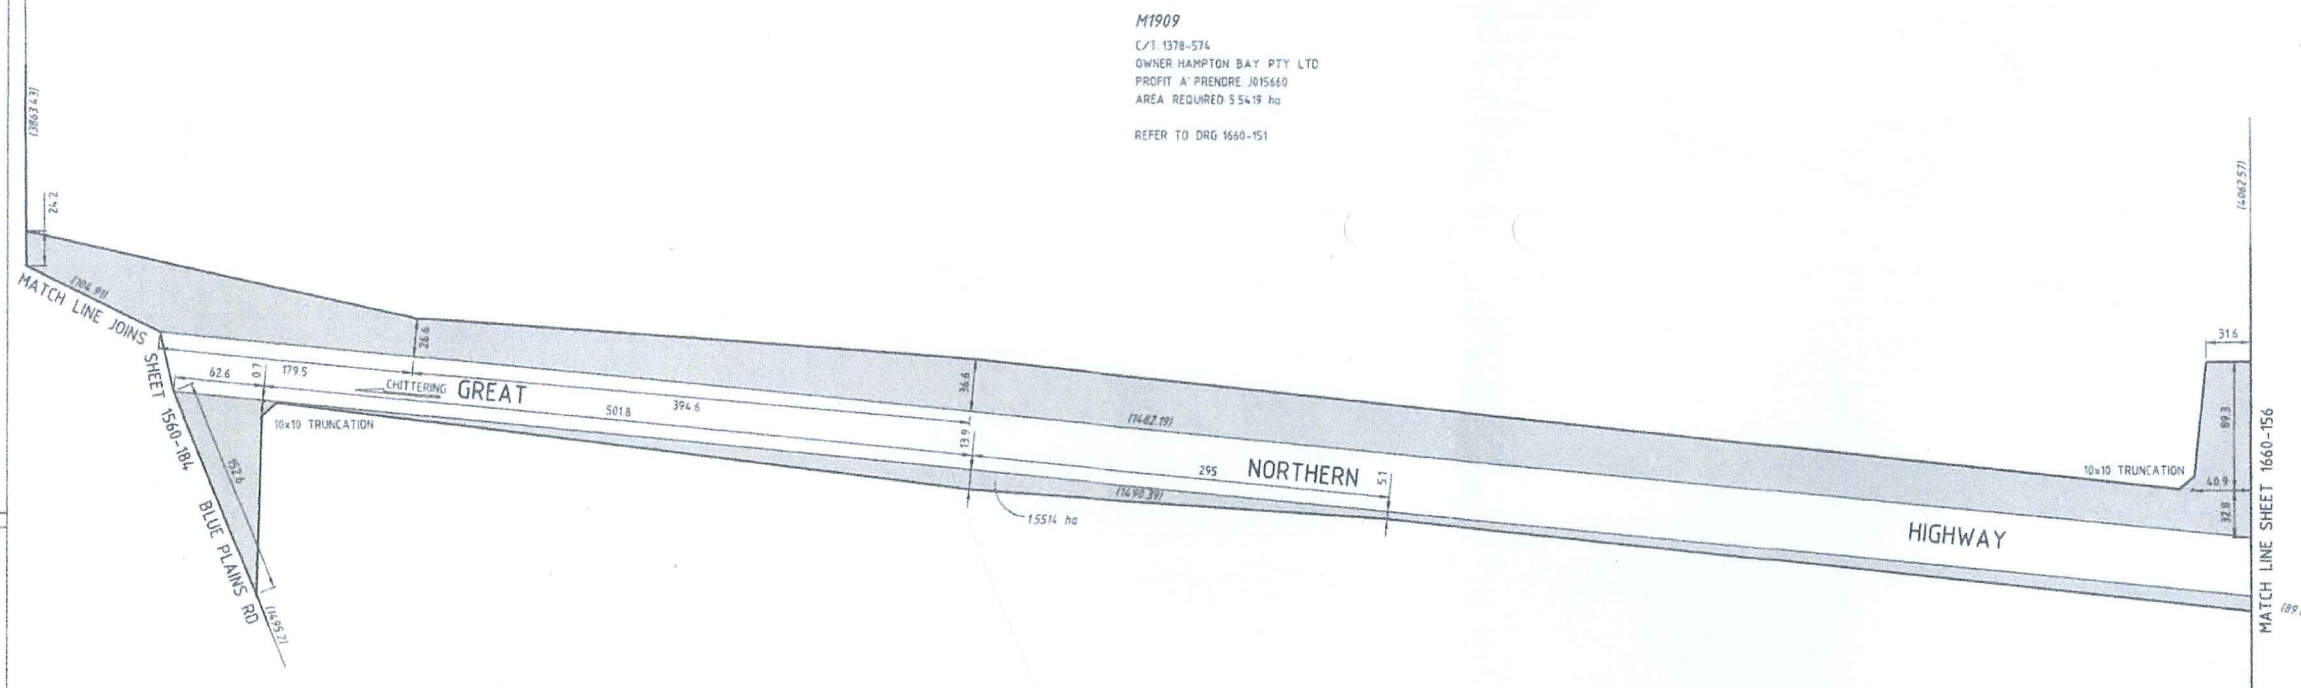 M1909
C/T. 1378-574
OWNER HAMPTON BAY PTY LTD
PROFIT A' PRENDRE J015660
AREA REQUIRED 5.5419 ha
REFER TO DRG 1660-151
(3863.43)
24.2
(104.91)
MATCH LINE JOINS SHEET 1560-184
BLUE PLAINS RD
62.6
0.7
179.5
CHITTERING
GREAT
26.6
36.6
394.6
501.8
10x10 TRUNCATION
152.6
13.9
(1482.19)
295
NORTHERN
5.1
(1490.39)
1.5514 ha
HIGHWAY
10x10 TRUNCATION
31.6
89.3
40.9
32.8
(4062.57)
MATCH LINE SHEET 1660-156